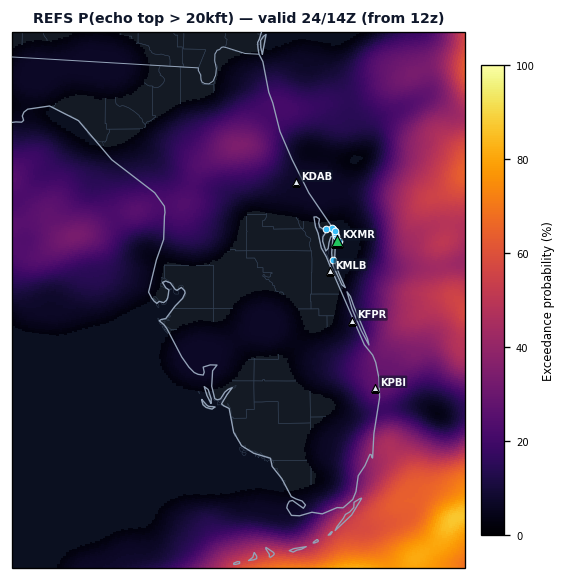 REFS P(echo top > 20kft) — valid 24/14Z (from 12z)
KDAB
KXMR
KMLB
KFPR
KPBI
100
80
60
40
20
0
Exceedance probability (%)